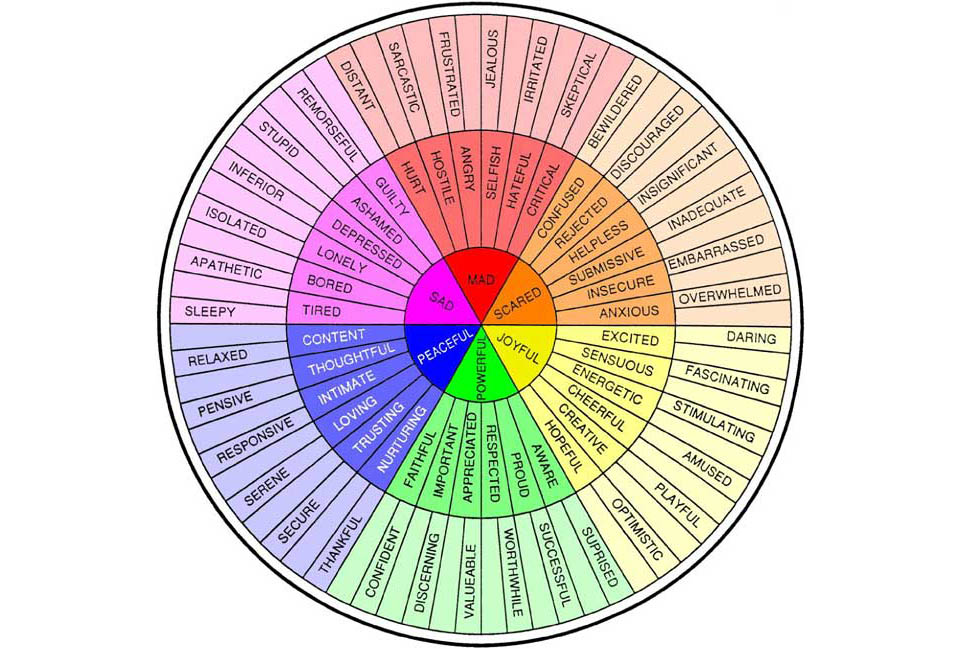 MAD
SCARED
JOYFUL
POWERFUL
PEACEFUL
SAD
HURT
HOSTILE
ANGRY
SELFISH
HATEFUL
CRITICAL
CONFUSED
REJECTED
HELPLESS
SUBMISSIVE
INSECURE
ANXIOUS
EXCITED
SENSUOUS
ENERGETIC
CHEERFUL
CREATIVE
HOPEFUL
AWARE
PROUD
RESPECTED
APPRECIATED
IMPORTANT
FAITHFUL
NURTURING
TRUSTING
LOVING
INTIMATE
THOUGHTFUL
CONTENT
TIRED
BORED
LONELY
DEPRESSED
ASHAMED
GUILTY
DISTANT
SARCASTIC
FRUSTRATED
JEALOUS
IRRITATED
SKEPTICAL
BEWILDERED
DISCOURAGED
INSIGNIFICANT
INADEQUATE
EMBARRASSED
OVERWHELMED
DARING
FASCINATING
STIMULATING
AMUSED
PLAYFUL
OPTIMISTIC
SUPRISED
SUCCESSFUL
WORTHWHILE
VALUEABLE
DISCERNING
CONFIDENT
THANKFUL
SECURE
SERENE
RESPONSIVE
PENSIVE
RELAXED
SLEEPY
APATHETIC
ISOLATED
INFERIOR
STUPID
REMORSEFUL